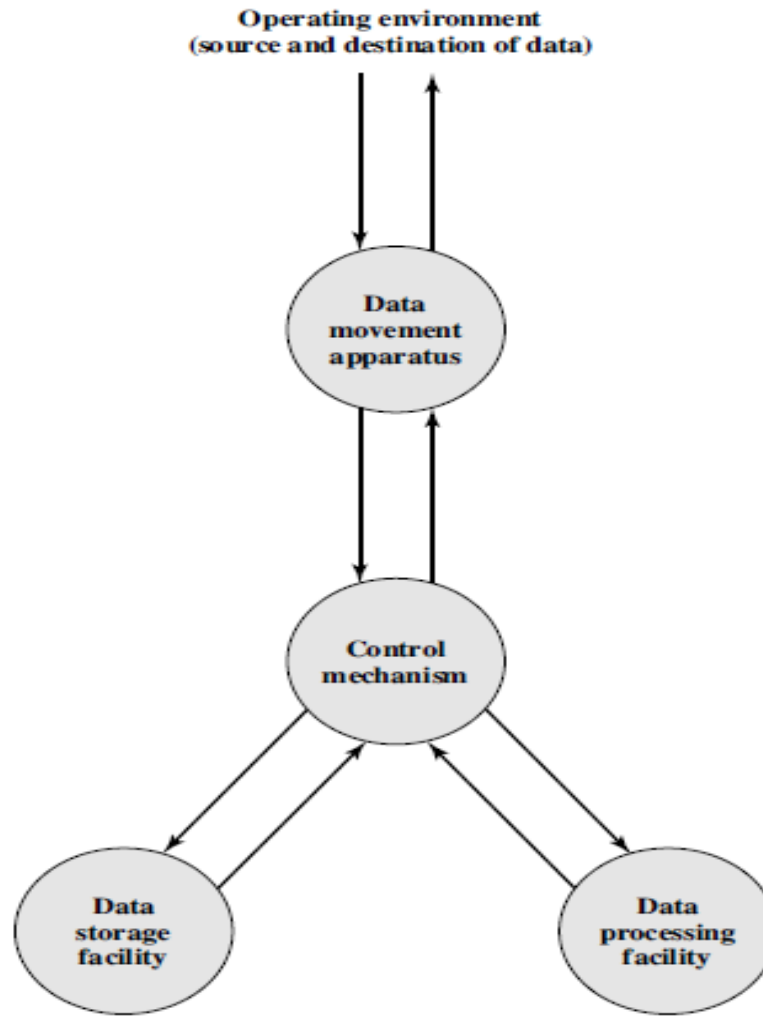 Operating environment
(source and destination of data)
Data
movement
apparatus
Control
mechanism
Data
storage
facility
Data
processing
facility